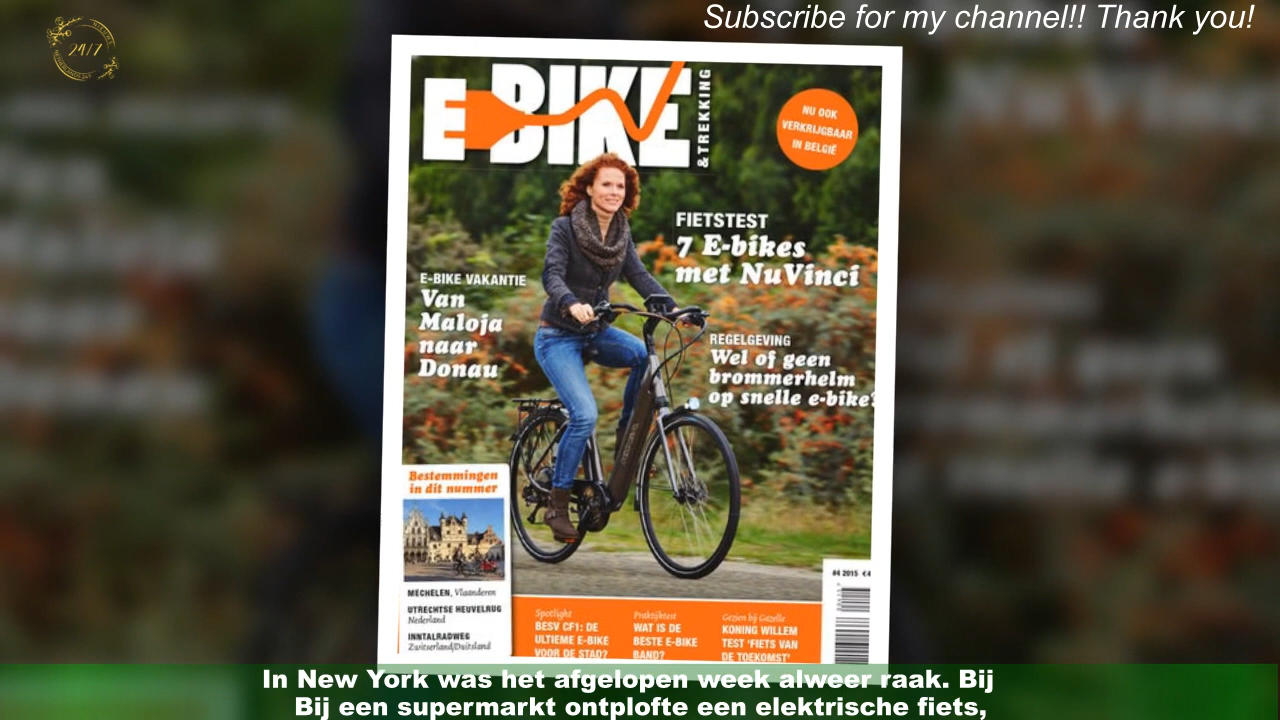 Subscribe for my channel!! Thank you!
24/7
E-BIKE
& TREKKING
NU OOK
VERKRIJGBAAR
IN BELGIË
FIETSTEST
7 E-bikes
met NuVinci
E-BIKE VAKANTIE
Van
Maloja
naar
Donau
REGELGEVING
Wel of geen
brommerhelm
op snelle e-bike?
Bestemmingen
in dit nummer
MECHELEN, Vlaanderen
UTRECHTSE HEUVELRUG
Nederland
INNTALRADWEG
Zwitserland/Duitsland
#4 2015 €4
Spotlight
BESV CF1: DE
ULTIEME E-BIKE
VOOR DE STAD?
Praktijktest
WAT IS DE
BESTE E-BIKE
BAND?
Gezien bij Gazelle
KONING WILLEM
TEST 'FIETS VAN
DE TOEKOMST'
In New York was het afgelopen week alweer raak. Bij
Bij een supermarkt ontplofte een elektrische fiets,